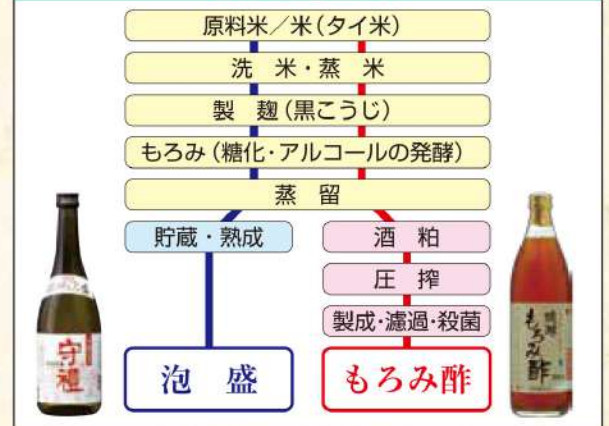 原料米／米(タイ米)
洗 米・蒸 米
製 麹(黒こうじ)
もろみ(糖化・アルコールの発酵)
蒸 留
貯蔵・熟成
酒 粕
圧 搾
製成・濾過・殺菌
泡 盛
もろみ酢
守禮
琉球
もろみ酢